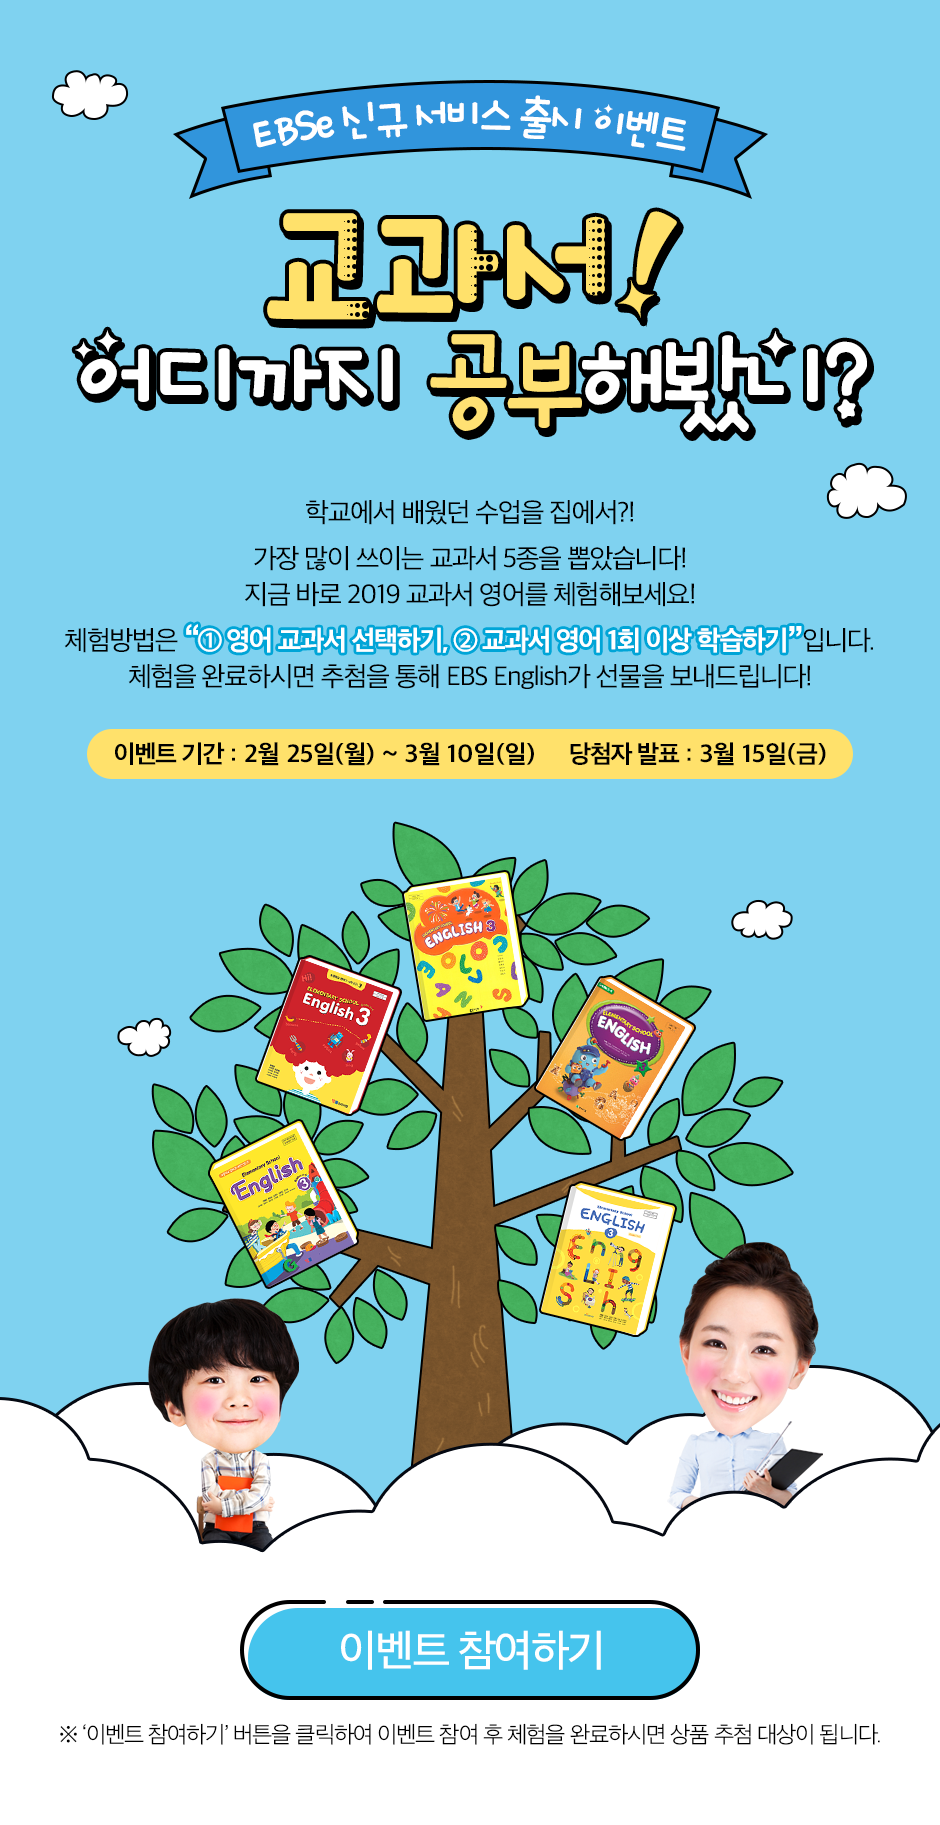 EBSe 신규 서비스 출시 이벤트
교과서!
어디까지 공부해봤니?
학교에서 배웠던 수업을 집에서?!
가장 많이 쓰이는 교과서 5종을 뽑았습니다!
지금 바로 2019 교과서 영어를 체험해보세요!
체험방법은 “① 영어 교과서 선택하기, ② 교과서 영어 1회 이상 학습하기”입니다.
체험을 완료하시면 추첨을 통해 EBS English가 선물을 보내드립니다!
이벤트 기간 : 2월 25일(월) ~ 3월 10일(일) 당첨자 발표 : 3월 15일(금)
ENGLISH 3
ELEMENTARY SCHOOL
English 3
ELEMENTARY SCHOOL
ENGLISH
Elementary School
English
3
Elementary School
ENGLISH
3
EngLISh
이벤트 참여하기
※ ‘이벤트 참여하기’ 버튼을 클릭하여 이벤트 참여 후 체험을 완료하시면 상품 추첨 대상이 됩니다.